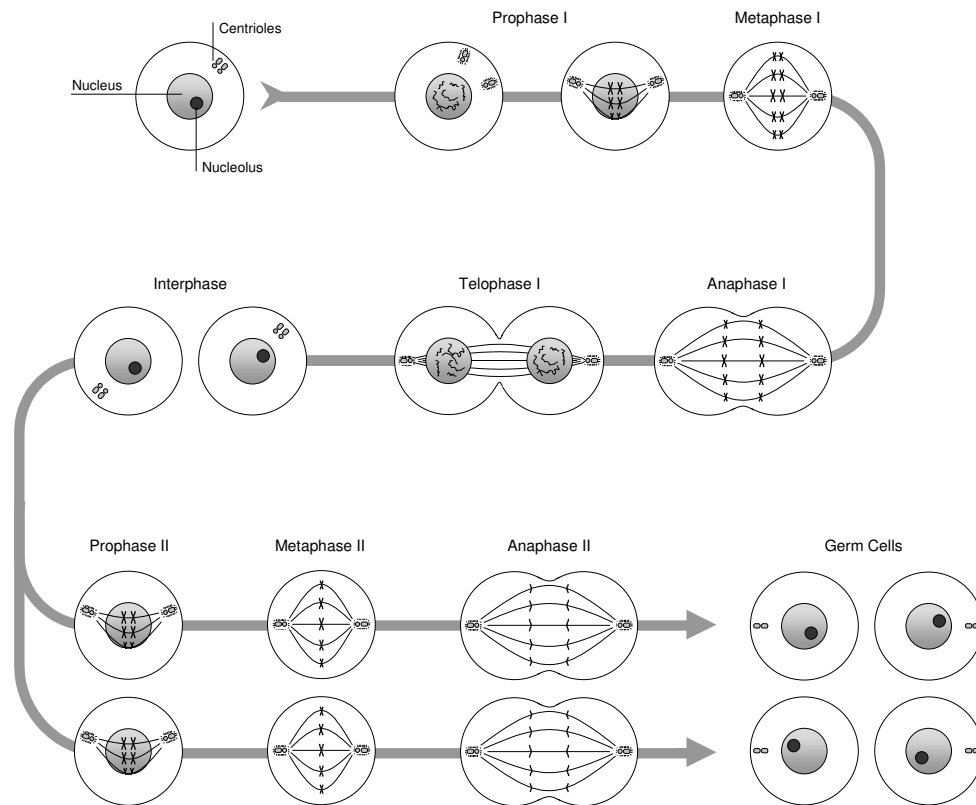 Centrioles
Prophase I
Metaphase I
Nucleus
Nucleolus
Interphase
Telophase I
Anaphase I
Prophase II
Metaphase II
Anaphase II
Germ Cells